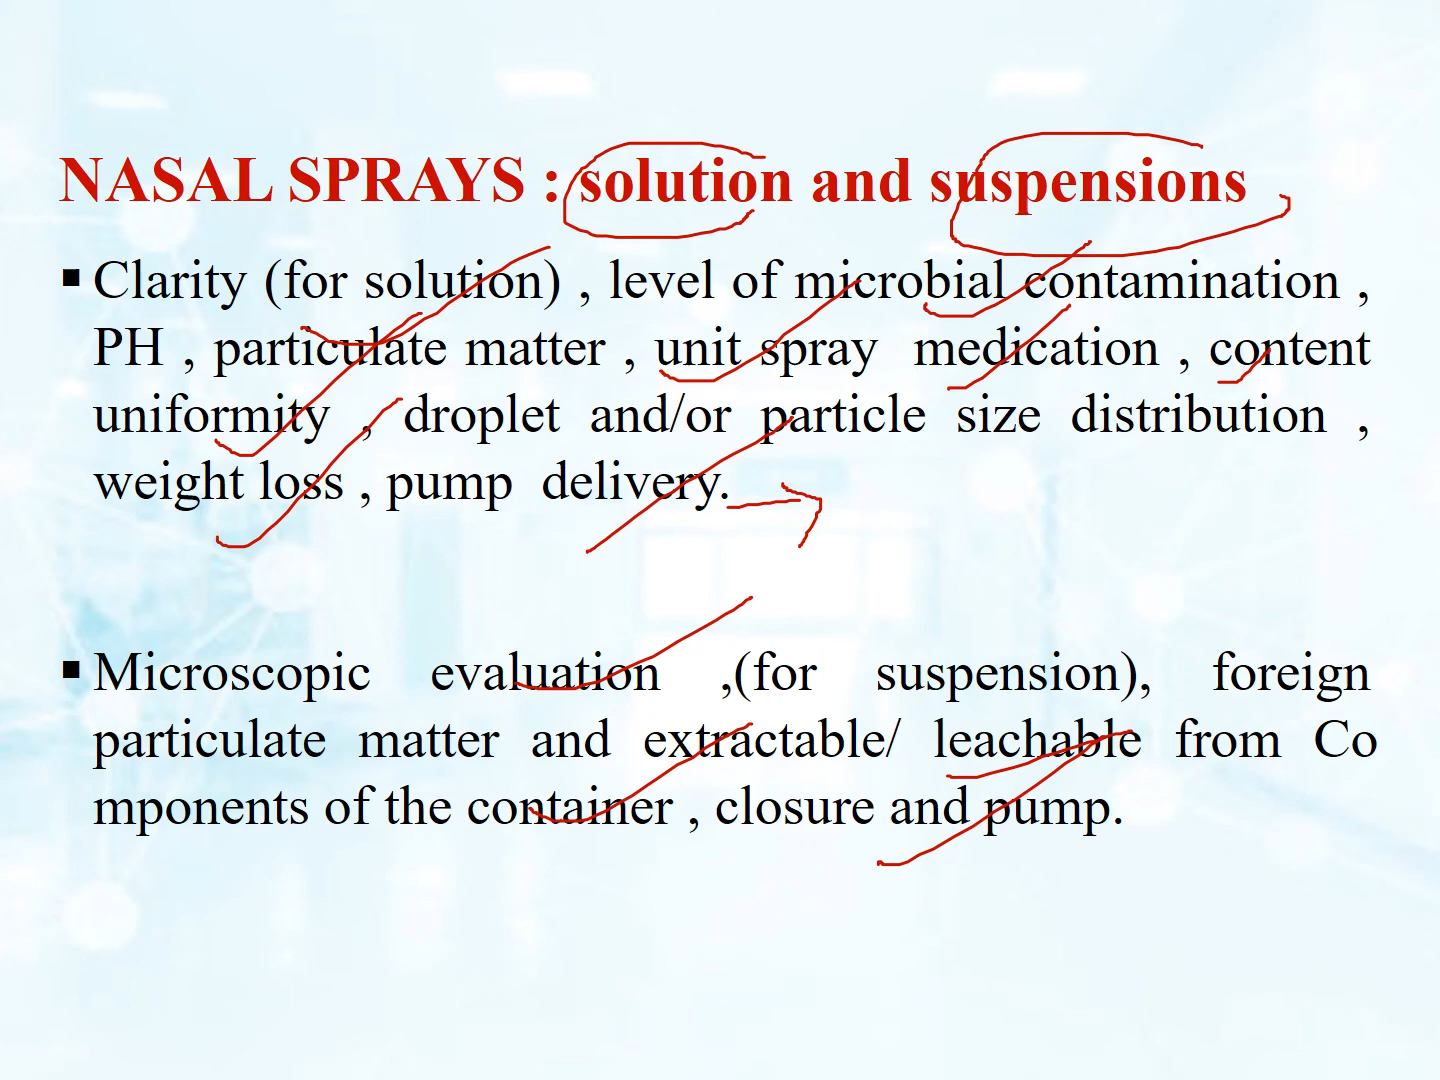 NASAL SPRAYS : solution and suspensions
▪ Clarity (for solution) , level of microbial contamination ,
PH , particulate matter , unit spray medication , content
uniformity , droplet and/or particle size distribution ,
weight loss , pump delivery.
▪ Microscopic evaluation ,(for suspension), foreign
particulate matter and extractable/ leachable from Co
mponents of the container , closure and pump.